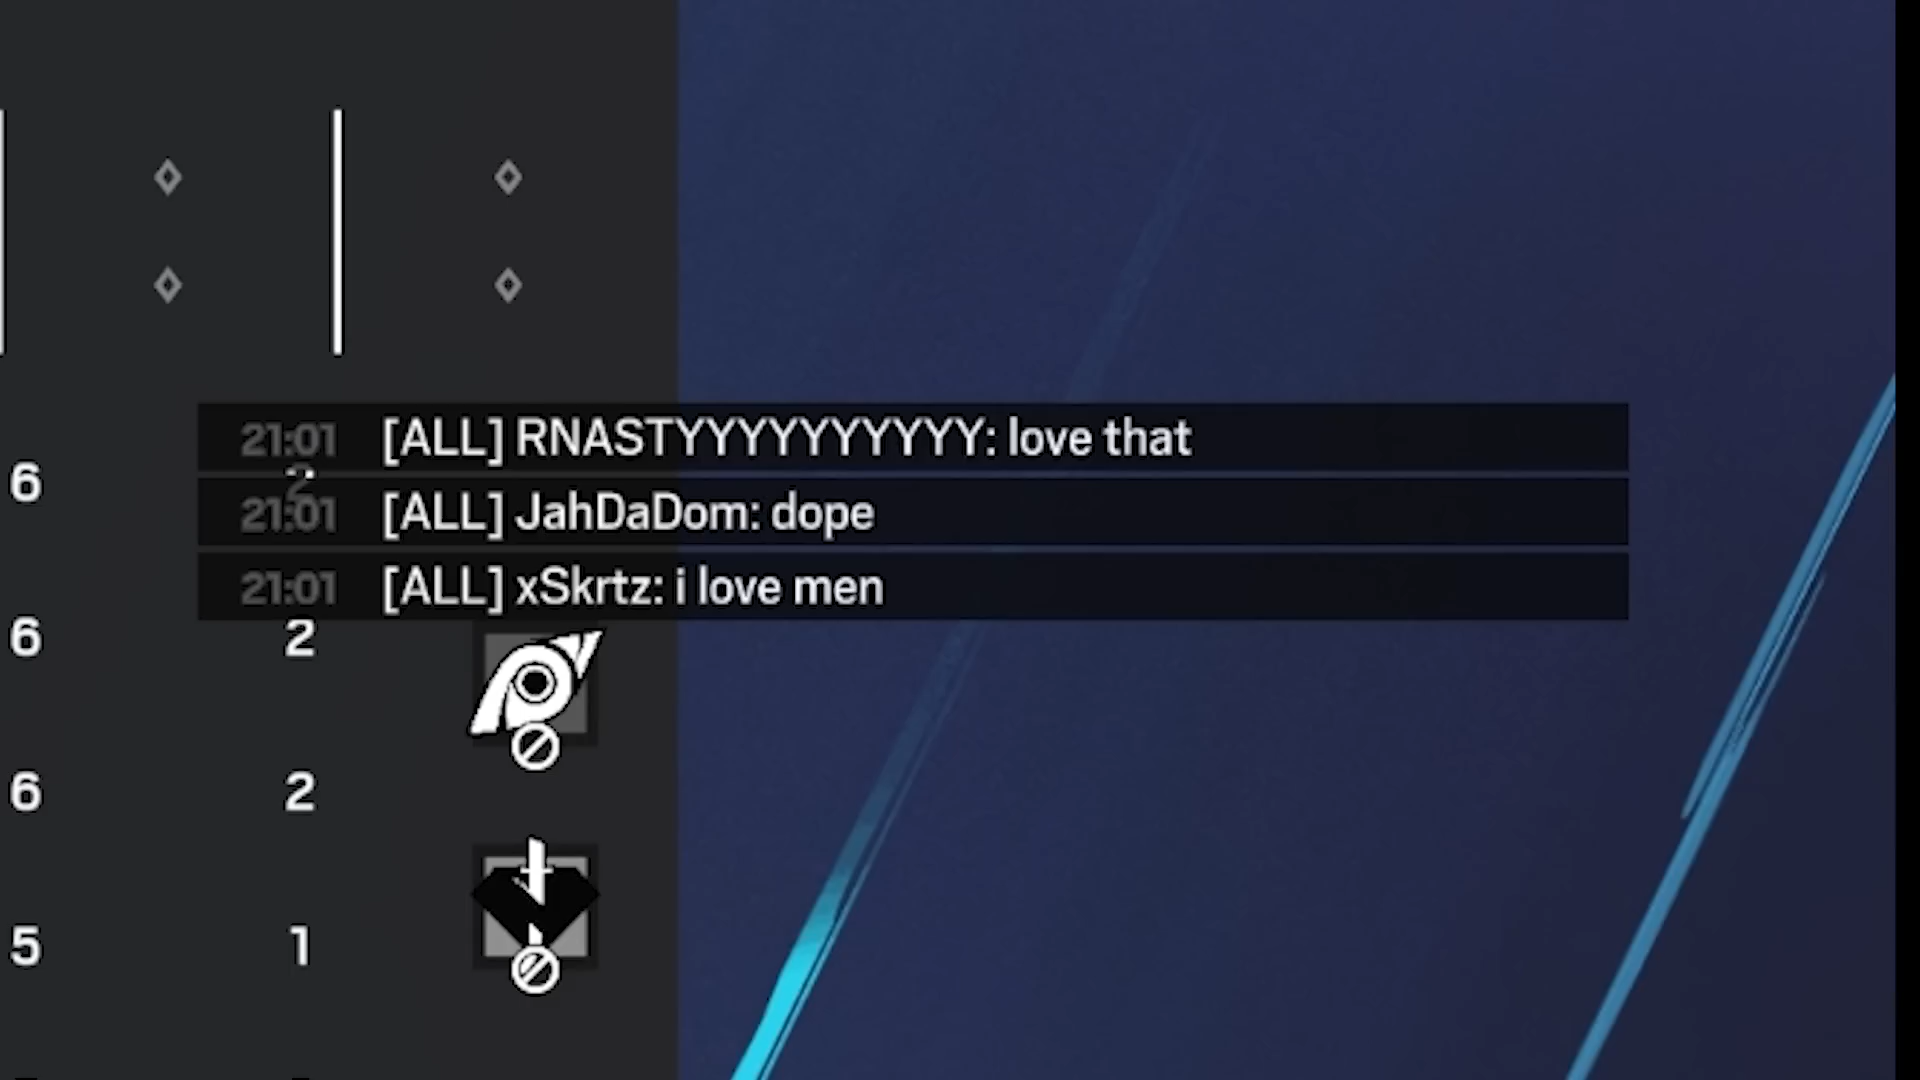 21:01 [ALL] RNASTYYYYYYYYYY: love that
6 2
21:01 [ALL] JahDaDom: dope
21:01 [ALL] xSkrtz: i love men
6 2
6 2
5 1